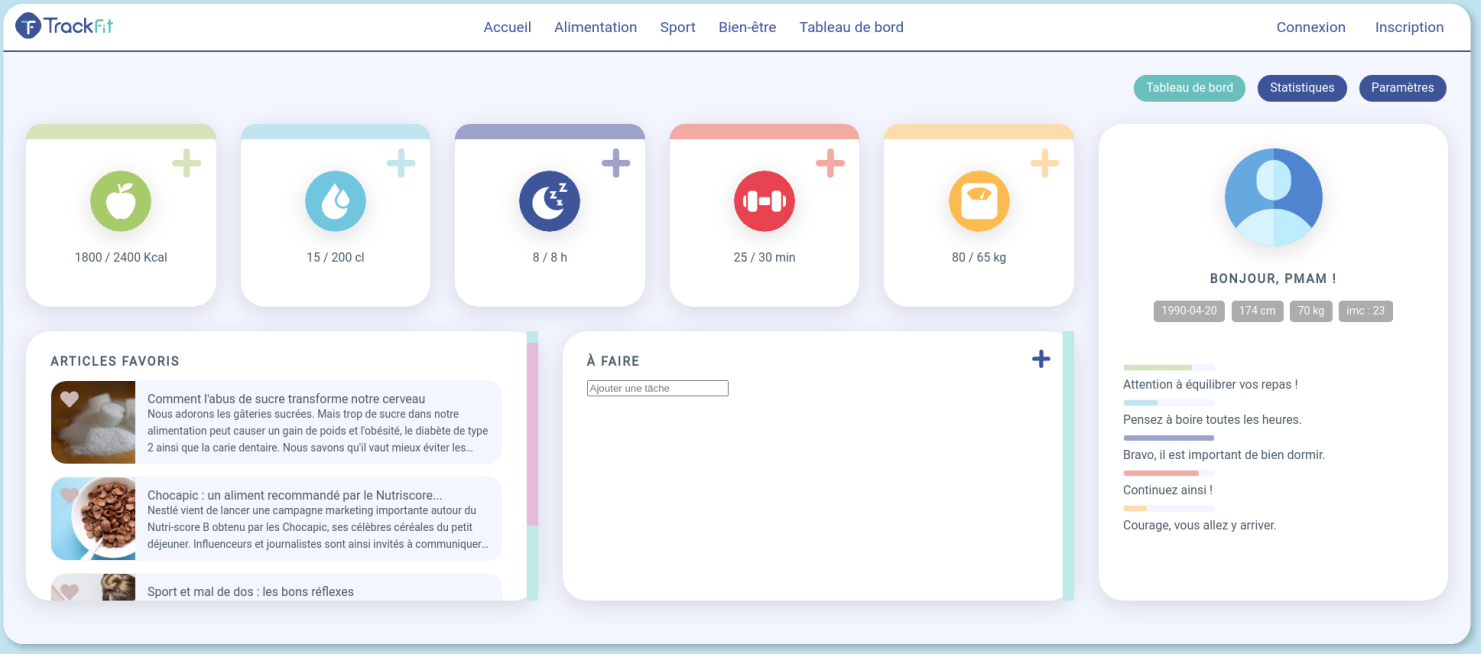 TrackFit
Accueil Alimentation Sport Bien-être Tableau de bord
Connexion Inscription
Tableau de bord Statistiques Paramètres
1800 / 2400 Kcal
15 / 200 cl
8 / 8 h
25 / 30 min
80 / 65 kg
BONJOUR, PMAM !
1990-04-20 174 cm 70 kg imc : 23
Attention à équilibrer vos repas !
Pensez à boire toutes les heures.
Bravo, il est important de bien dormir.
Continuez ainsi !
Courage, vous allez y arriver.
ARTICLES FAVORIS
Comment l'abus de sucre transforme notre cerveau
Nous adorons les gâteries sucrées. Mais trop de sucre dans notre
alimentation peut causer un gain de poids et l'obésité, le diabète de type
2 ainsi que la carie dentaire. Nous savons qu'il vaut mieux éviter les...
Chocapic : un aliment recommandé par le Nutriscore...
Nestlé vient de lancer une campagne marketing importante autour du
Nutri-score B obtenu par les Chocapic, ses célèbres céréales du petit
déjeuner. Influenceurs et journalistes sont ainsi invités à communiquer...
Sport et mal de dos : les bons réflexes
À FAIRE
Ajouter une tâche